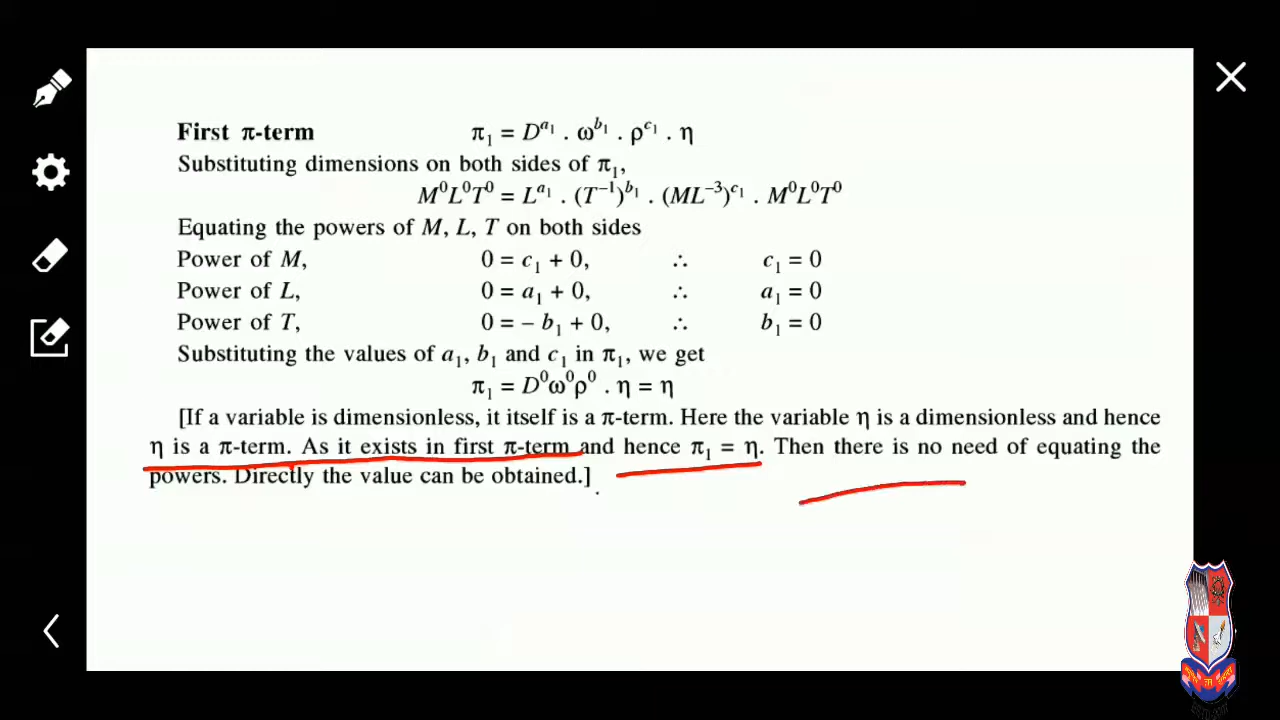 First π-term π₁ = D^a₁ . ω^b₁ . ρ^c₁ . η
Substituting dimensions on both sides of π₁,
M⁰L⁰T⁰ = L^a₁ . (T⁻¹)^b₁ . (ML⁻³)^c₁ . M⁰L⁰T⁰
Equating the powers of M, L, T on both sides
Power of M, 0 = c₁ + 0, ∴ c₁ = 0
Power of L, 0 = a₁ + 0, ∴ a₁ = 0
Power of T, 0 = – b₁ + 0, ∴ b₁ = 0
Substituting the values of a₁, b₁ and c₁ in π₁, we get
π₁ = D⁰ω⁰ρ⁰ . η = η
[If a variable is dimensionless, it itself is a π-term. Here the variable η is a dimensionless and hence
η is a π-term. As it exists in first π-term and hence π₁ = η. Then there is no need of equating the
powers. Directly the value can be obtained.]